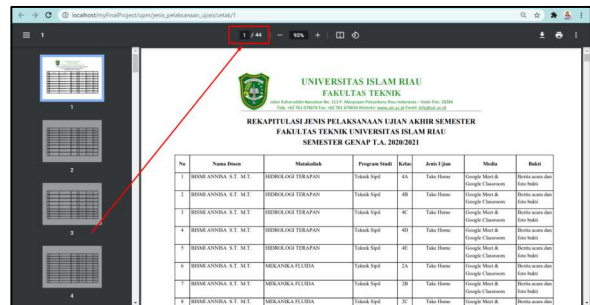 localhost/myFinalProject/upm/jenis_pelaksanaan_ujian/cetak/1
1
1 / 44
93%
1
2
3
4
UNIVERSITAS ISLAM RIAU
FAKULTAS TEKNIK
REKAPITULASI JENIS PELAKSANAAN UJIAN AKHIR SEMESTER
FAKULTAS TEKNIK UNIVERSITAS ISLAM RIAU
SEMESTER GENAP T.A. 2020/2021
No Nama Dosen Matakuliah Program Studi Kelas Jenis Ujian Media Bukti
1 BISMI ANNISA S.T. M.T. HIDROLOGI TERAPAN Teknik Sipil 4A Take Home Google Meet & Google Classroom Berita acara dan foto bukti
2 BISMI ANNISA S.T. M.T. HIDROLOGI TERAPAN Teknik Sipil 4B Take Home Google Meet & Google Classroom Berita acara dan foto bukti
3 BISMI ANNISA S.T. M.T. HIDROLOGI TERAPAN Teknik Sipil 4C Take Home Google Meet & Google Classroom Berita acara dan foto bukti
4 BISMI ANNISA S.T. M.T. HIDROLOGI TERAPAN Teknik Sipil 4D Take Home Google Meet & Google Classroom Berita acara dan foto bukti
5 BISMI ANNISA S.T. M.T. HIDROLOGI TERAPAN Teknik Sipil 4E Take Home Google Meet & Google Classroom Berita acara dan foto bukti
6 BISMI ANNISA S.T. M.T. MEKANIKA FLUIDA Teknik Sipil 2A Take Home Google Meet & Google Classroom Berita acara dan foto bukti
7 BISMI ANNISA S.T. M.T. MEKANIKA FLUIDA Teknik Sipil 2B Take Home Google Meet & Google Classroom Berita acara dan foto bukti
8 BISMI ANNISA S.T. M.T. MEKANIKA FLUIDA Teknik Sipil 2C Take Home Google Meet & Berita acara dan